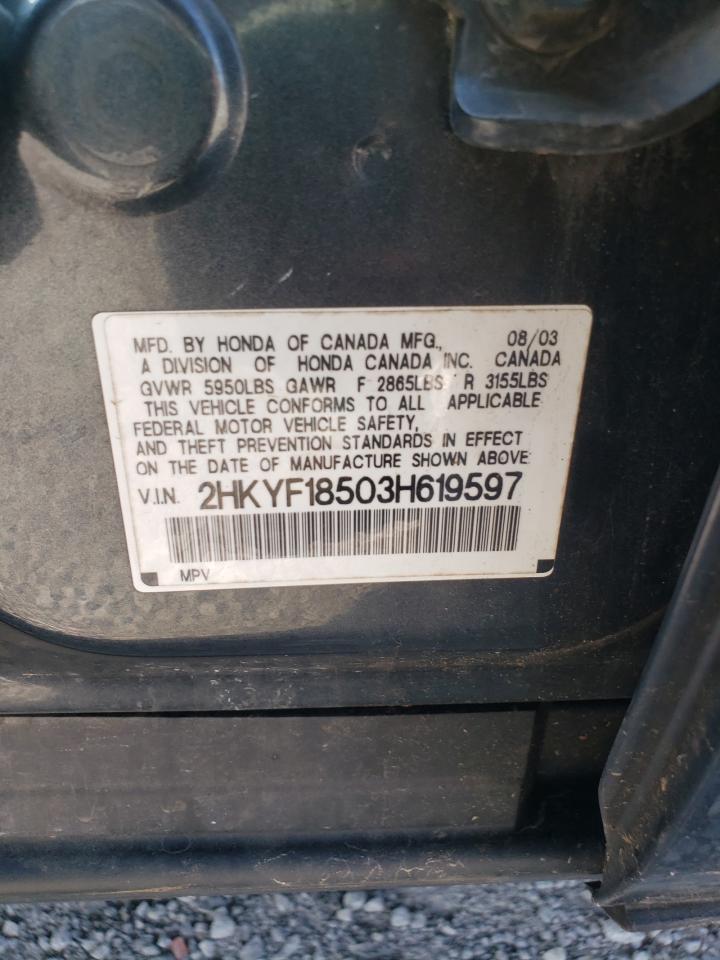 MFD. BY HONDA OF CANADA MFG., 08/03
A DIVISION OF HONDA CANADA INC. CANADA
GVWR 5950LBS GAWR F 2865LBS R 3155LBS
THIS VEHICLE CONFORMS TO ALL APPLICABLE
FEDERAL MOTOR VEHICLE SAFETY,
AND THEFT PREVENTION STANDARDS IN EFFECT
ON THE DATE OF MANUFACTURE SHOWN ABOVE.
V.I.N. 2HKYF18503H619597
MPV